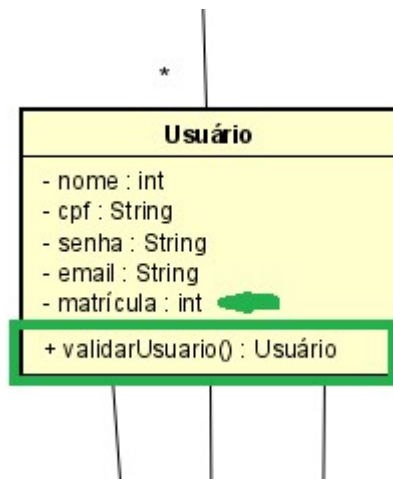 *
Usuário
- nome : int
- cpf : String
- senha : String
- email : String
- matrícula : int
+ validarUsuario() : Usuário